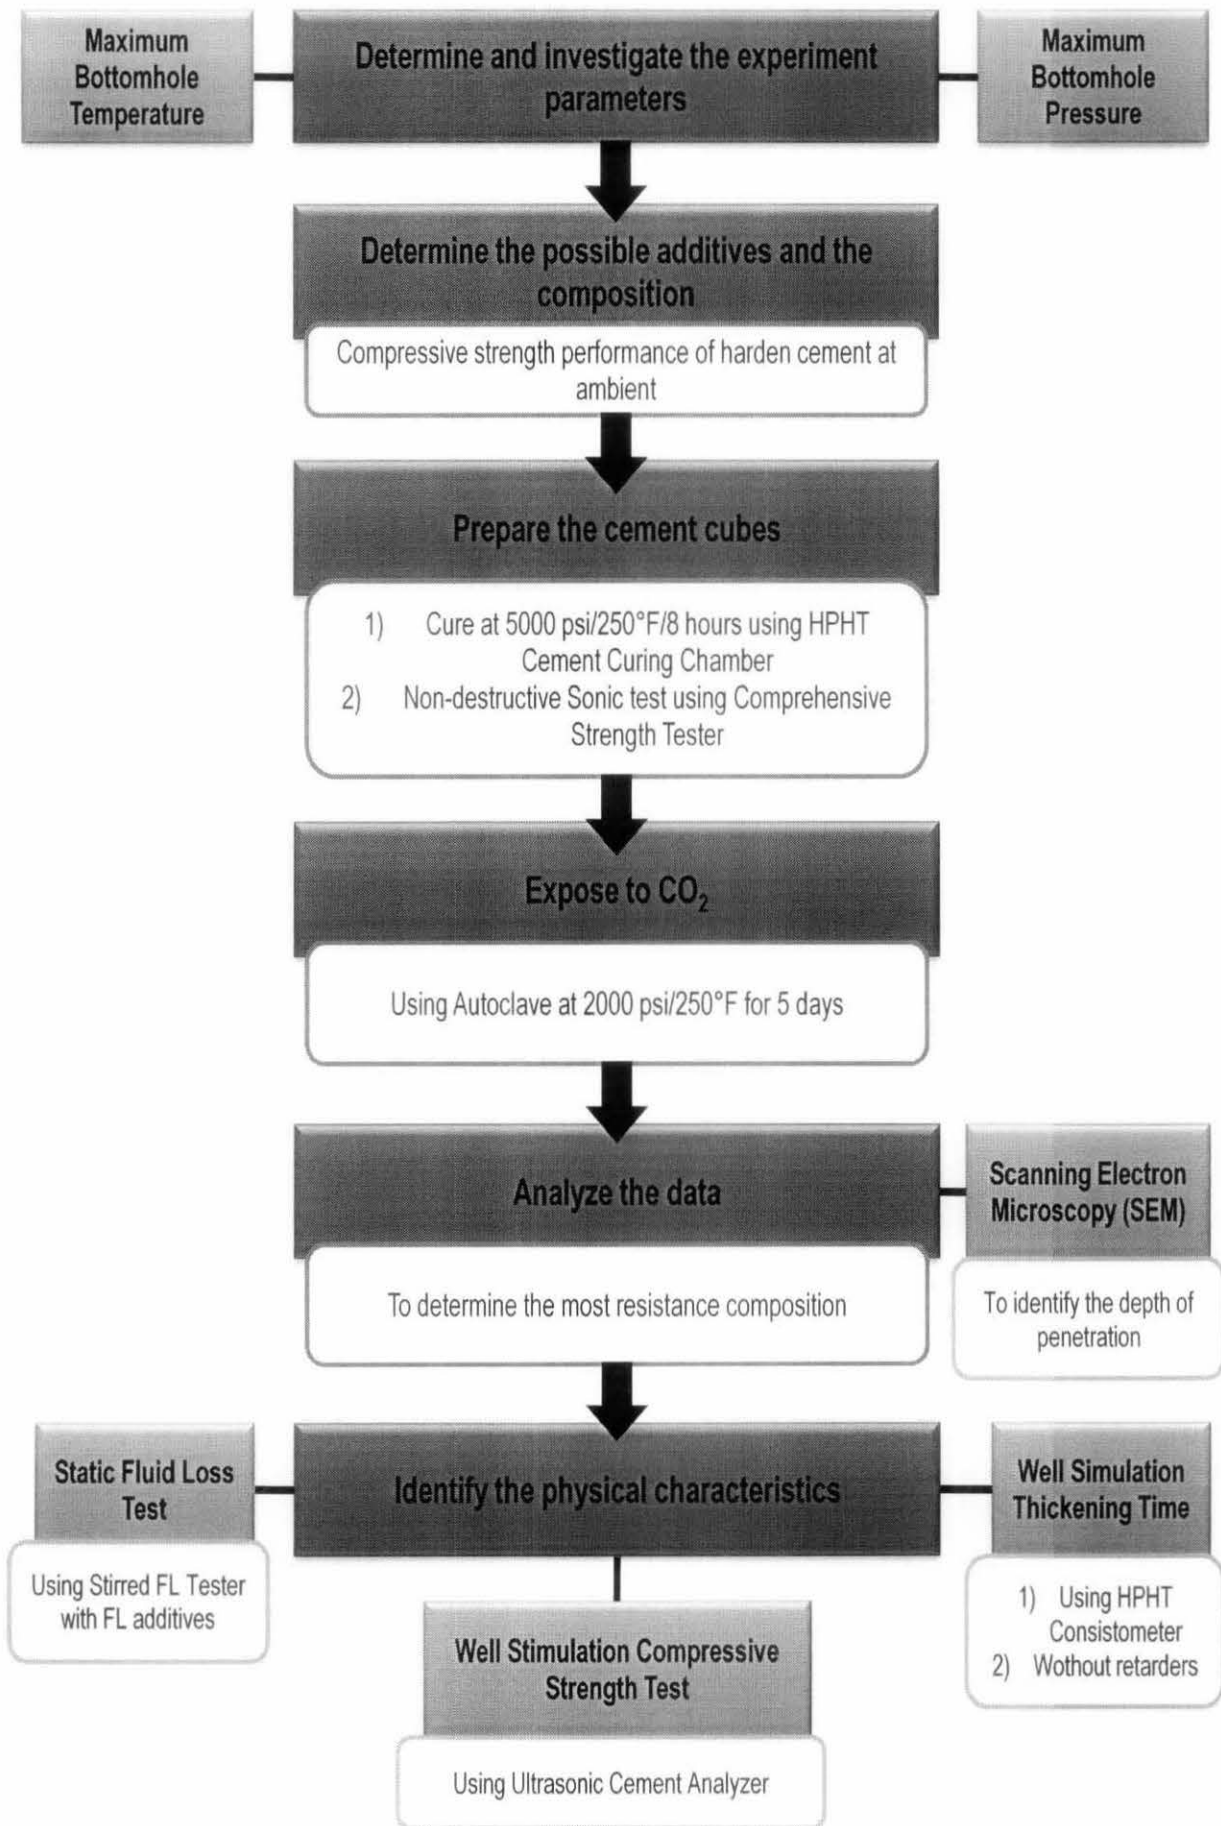 Maximum
Bottomhole
Temperature
Determine and investigate the experiment
parameters
Maximum
Bottomhole
Pressure
Determine the possible additives and the
composition
Compressive strength performance of harden cement at
ambient
Prepare the cement cubes
1) Cure at 5000 psi/250°F/8 hours using HPHT
Cement Curing Chamber
2) Non-destructive Sonic test using Comprehensive
Strength Tester
Expose to CO₂
Using Autoclave at 2000 psi/250°F for 5 days
Analyze the data
To determine the most resistance composition
Scanning Electron
Microscopy (SEM)
To identify the depth of
penetration
Static Fluid Loss
Test
Using Stirred FL Tester
with FL additives
Identify the physical characteristics
Well Simulation
Thickening Time
1) Using HPHT
Consistometer
2) Wothout retarders
Well Stimulation Compressive
Strength Test
Using Ultrasonic Cement Analyzer